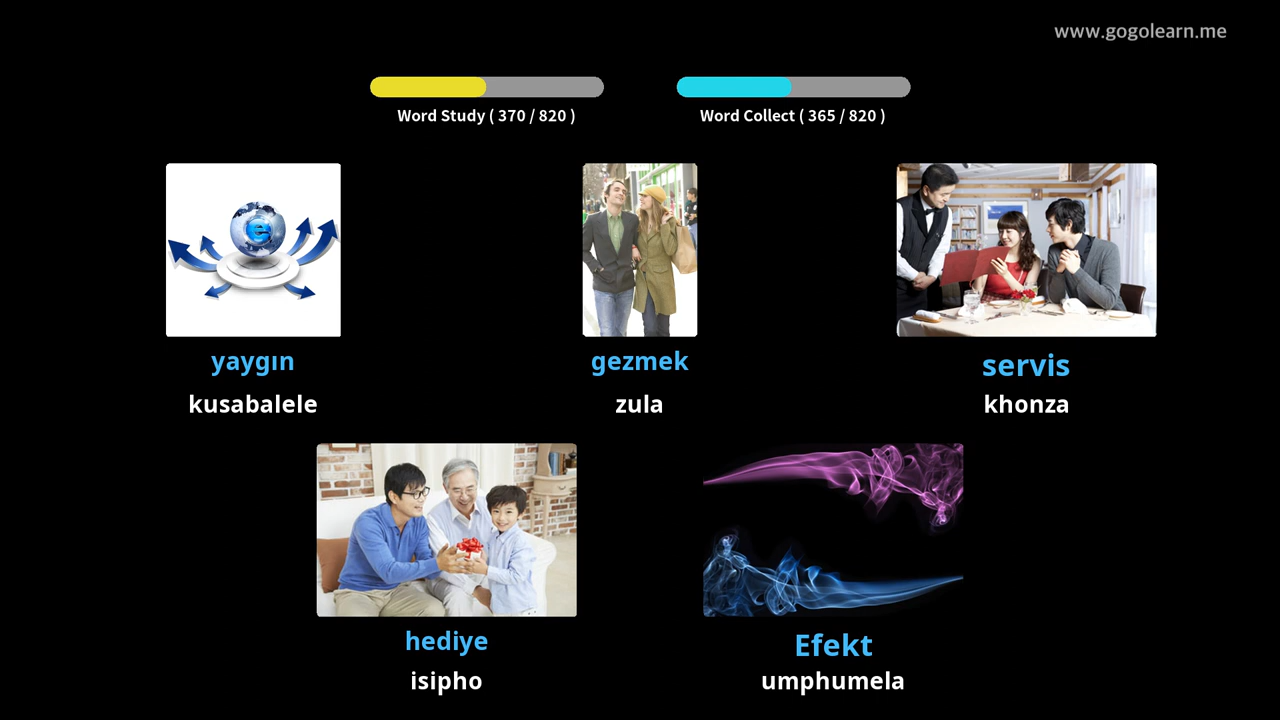 www.gogolearn.me
Word Study ( 370 / 820 )
Word Collect ( 365 / 820 )
yaygın
gezmek
servis
kusabalele
zula
khonza
hediye
Efekt
isipho
umphumela